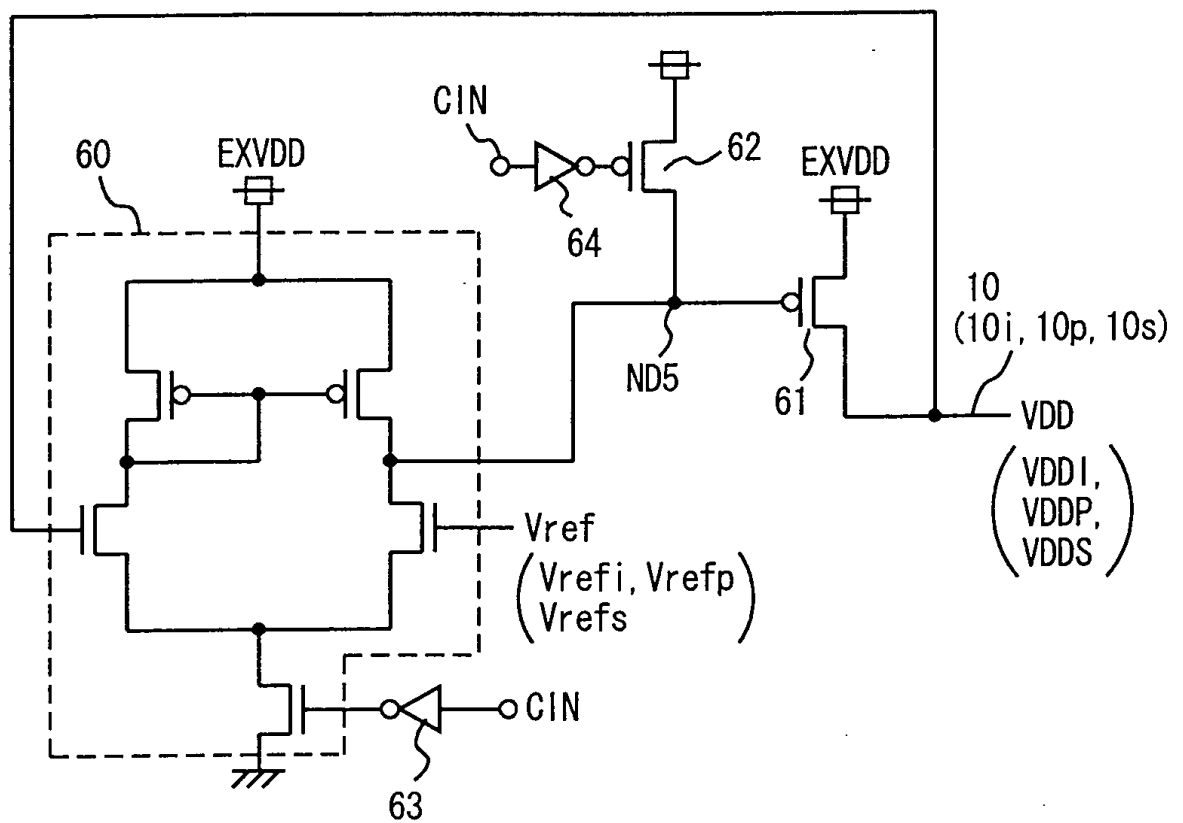 CIN
62
60
EXVDD
64
EXVDD
10
(10i, 10p, 10s)
ND5
61
VDD
(VDDI,
VDDP,
VDDS)
Vref
(Vrefi, Vrefp
Vrefs)
CIN
63